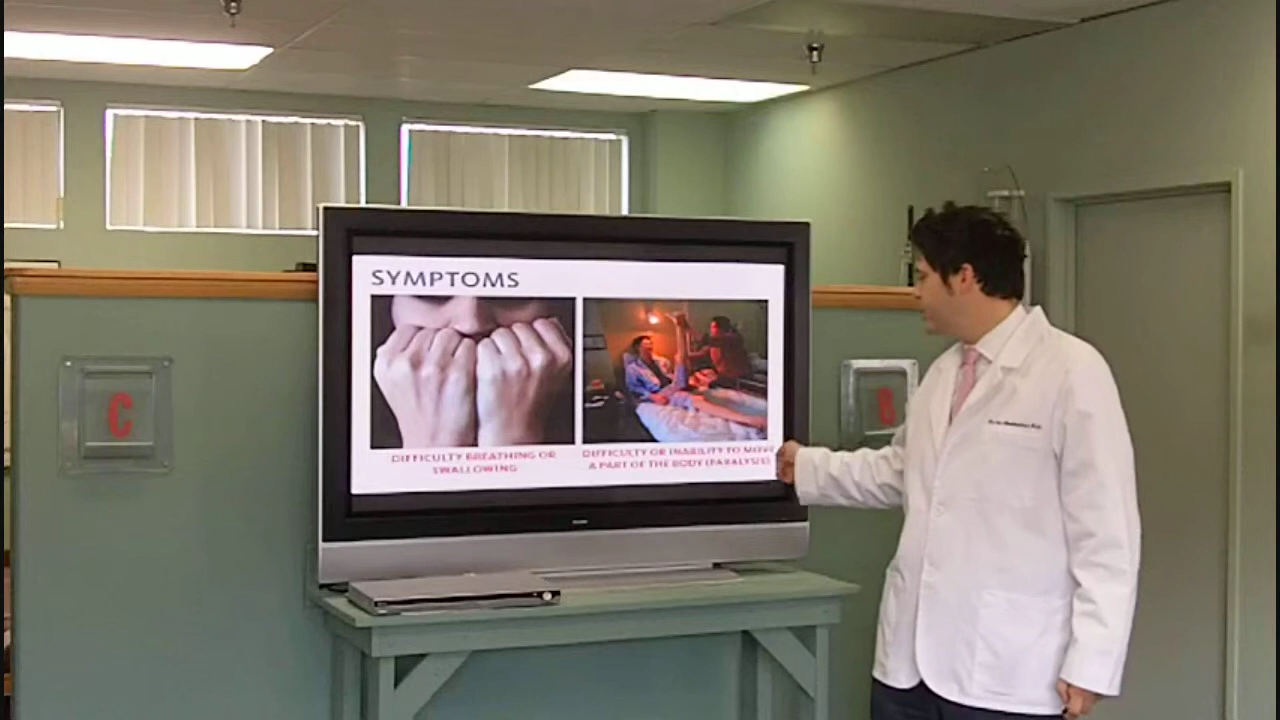 SYMPTOMS
DIFFICULTY BREATHING OR
SWALLOWING
DIFFICULTY OR INABILITY TO MOVE
A PART OF THE BODY (PARALYSIS)
C
B